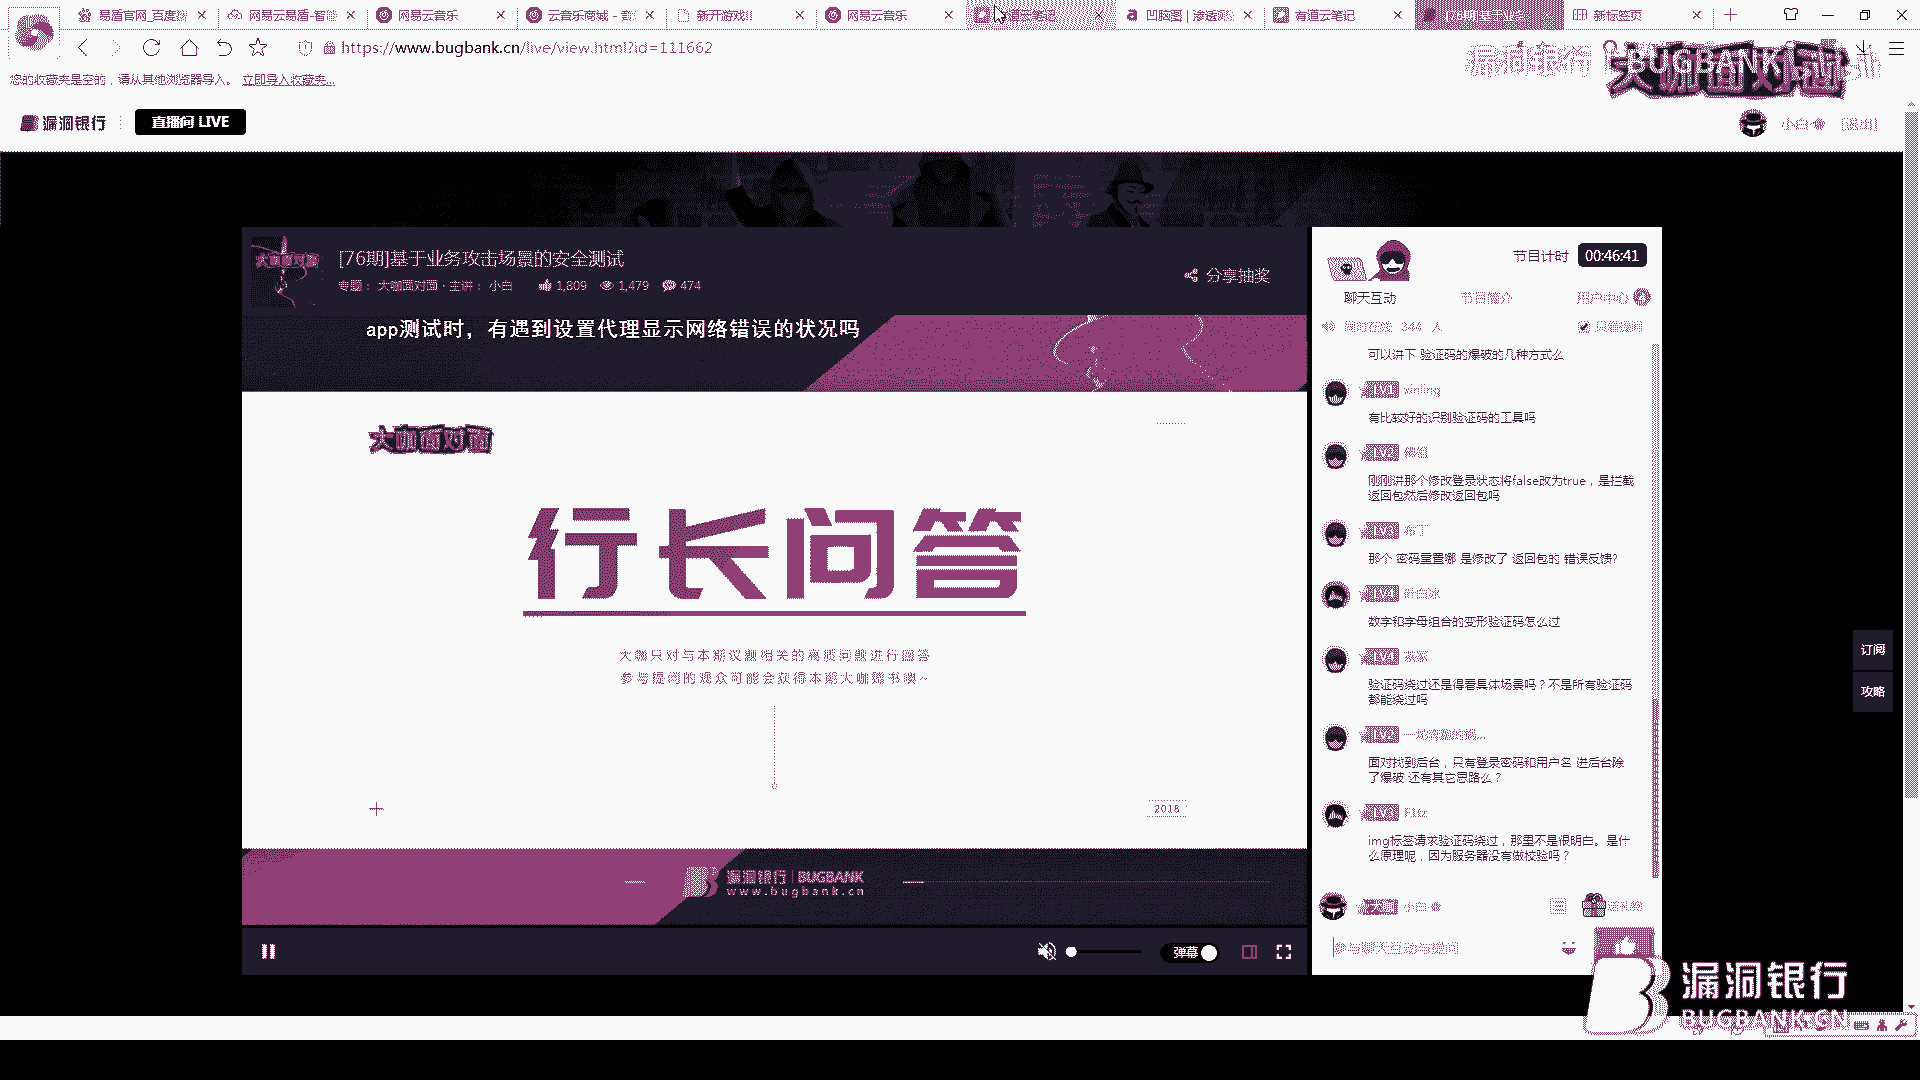 易盾官网_百度搜
网易云易盾-智能
网易云音乐
云音乐商城 - 音
新开游戏!!
网易云音乐
有道云笔记
凹脑图 | 渗透测
有道云笔记
新标签页
https://www.bugbank.cn/live/view.html?id=111662
您的收藏夹是空的，请从其他浏览器导入。 立即导入收藏夹...
漏洞银行 BUGBANK
大咖面对面
漏洞银行
直播间 LIVE
小白 [退出]
[76期]基于业务攻击场景的安全测试
专题： 大咖面对面 · 主讲： 小白 1,809 1,479 474
分享抽奖
大咖面对面
app测试时，有遇到设置代理显示网络错误的状况吗
大咖面对面
行长问答
大咖只对与本期议题相关的高质问题进行回答
参与提问的观众可能会获得本期大咖赠书噢~
2018
漏洞银行 | BUGBANK
www.bugbank.cn
弹幕
节目计时 00:46:41
聊天互动 节目简介 用户中心
同时在线 344 人 只看提问
可以讲下 验证码的爆破的几种方式么
LV1 xinling
有比较好的识别验证码的工具吗
LV2 佛祖
刚刚讲那个修改登录状态将false改为true，是拦截
返回包然后修改返回包吗
LV3 布丁
那个 密码重置哪 是修改了 返回包的 错误反馈?
LV4 叶白冰
数字和字母组合的变形验证码怎么过
LV4
验证码绕过还是得看具体场景吗？不是所有验证码
都能绕过吗
LV2
面对找到后台，只有登录密码和用户名 进后台除
了爆破 还有其它思路么？
LV3
img标签请求验证码绕过，那里不是很明白。是什
么原理呢，因为服务器没有做校验吗？
大咖 小白
送礼物
参与聊天互动与提问
订阅
攻略
漏洞银行
BUGBANK.CN